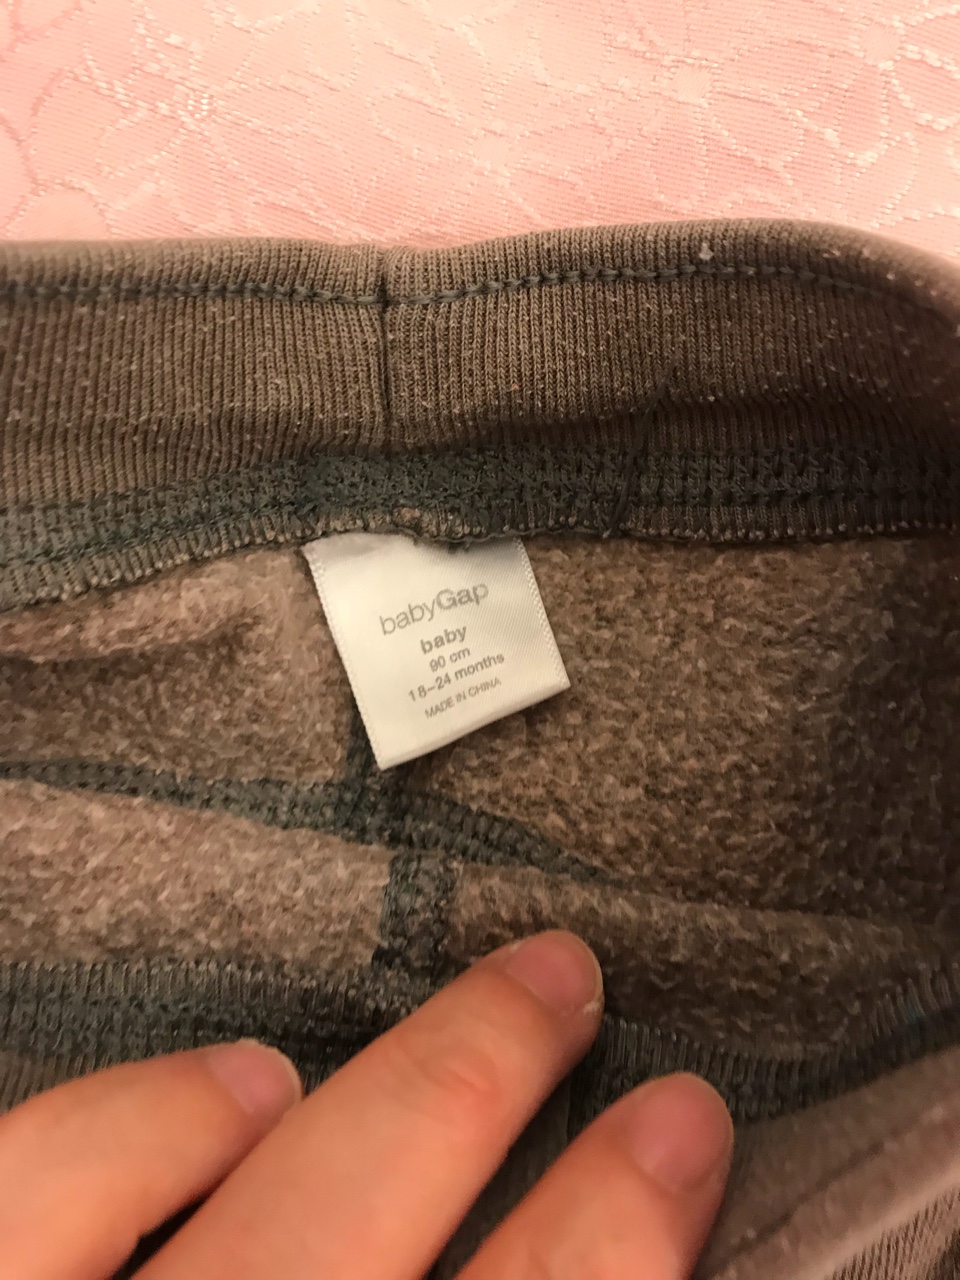 babyGap
baby
90 cm
18–24 months
MADE IN CHINA